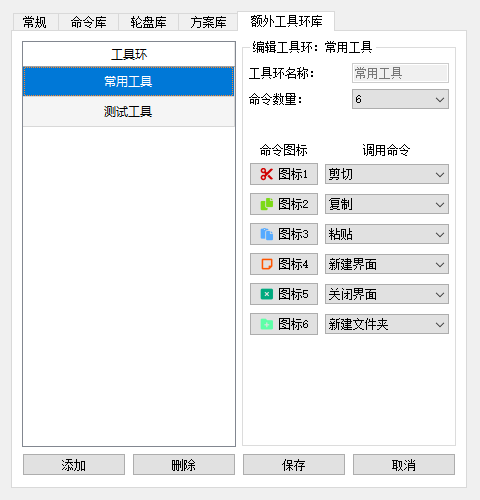 常规 命令库 轮盘库 方案库 额外工具环库
工具环
常用工具
测试工具
编辑工具环：常用工具
工具环名称： 常用工具
命令数量： 6
命令图标 调用命令
图标1 剪切
图标2 复制
图标3 粘贴
图标4 新建界面
图标5 关闭界面
图标6 新建文件夹
添加 删除 保存 取消